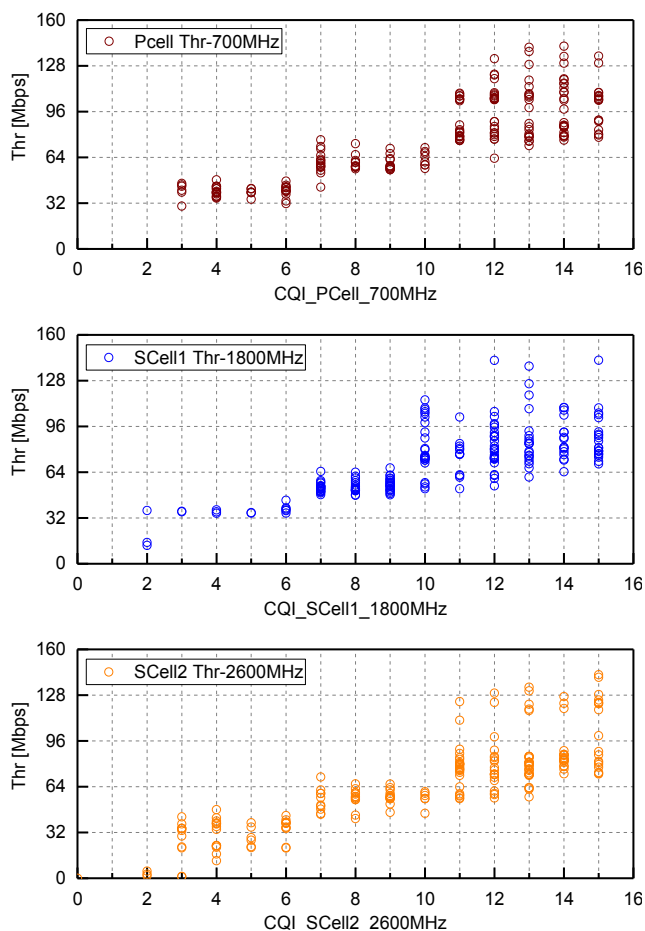 160
128
96
64
32
0
Thr [Mbps]
Pcell Thr-700MHz
0 2 4 6 8 10 12 14 16
CQI_PCell_700MHz
160
128
96
64
32
0
Thr [Mbps]
SCell1 Thr-1800MHz
0 2 4 6 8 10 12 14 16
CQI_SCell1_1800MHz
160
128
96
64
32
0
Thr [Mbps]
SCell2 Thr-2600MHz
0 2 4 6 8 10 12 14 16
CQI_SCell2_2600MHz